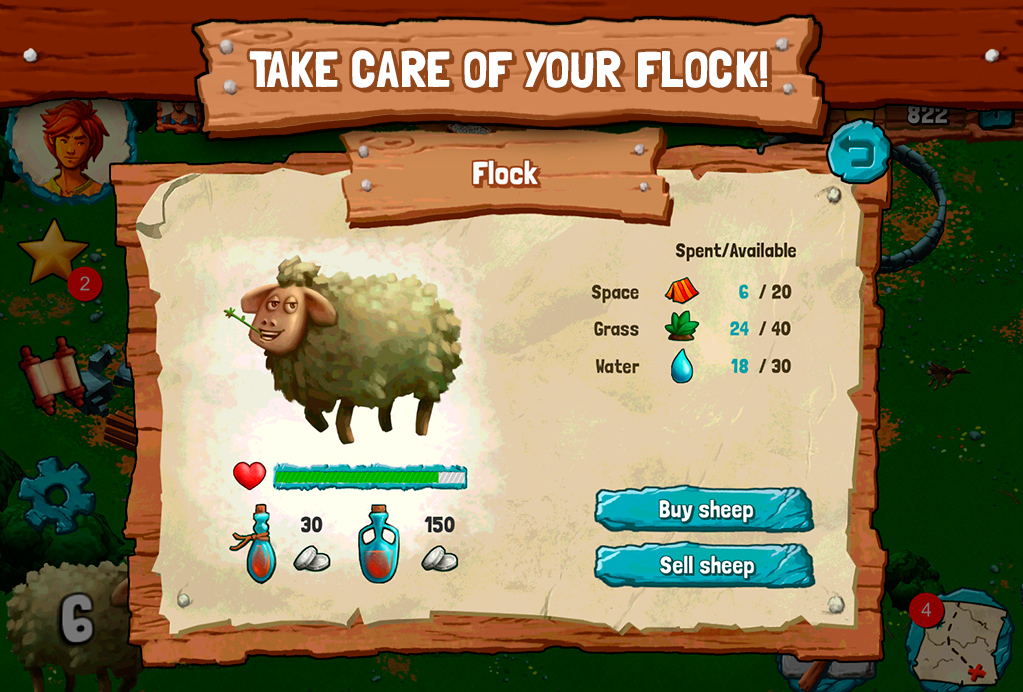 TAKE CARE OF YOUR FLOCK!
822
Flock
Spent/Available
Space 6 / 20
2
Grass 24 / 40
Water 18 / 30
30 150
Buy sheep
Sell sheep
6
4